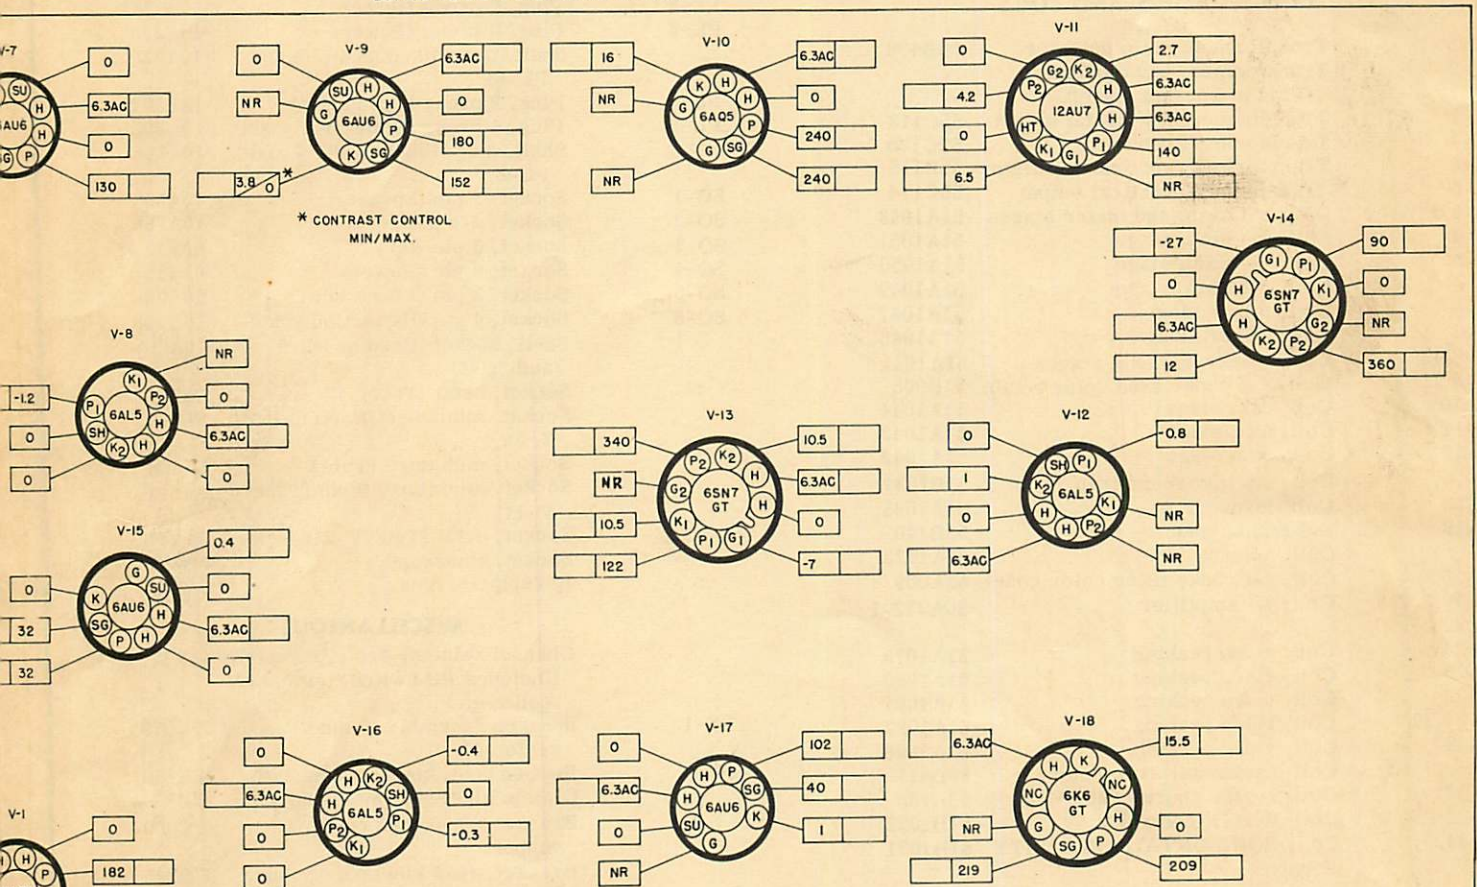 V-7
0
SU
H
6.3AC
6AU6
H
0
SG
P
130
V-9
0
6.3AC
NR
SU
H
H
0
G
6AU6
P
180
K
SG
3.8 / 0
*
152
* CONTRAST CONTROL
MIN/MAX.
V-10
16
6.3AC
NR
K
H
H
0
G
6AQ5
P
240
NR
G
SG
240
V-11
0
2.7
G2
K2
4.2
P2
H
6.3AC
12AU7
H
6.3AC
0
HT
P1
140
6.5
K1
G1
NR
V-14
-27
90
G1
P1
0
H
K1
0
6SN7
GT
6.3AC
H
G2
NR
12
K2
P2
360
V-8
NR
K1
-1.2
P1
P2
0
6AL5
0
SH
H
6.3AC
0
K2
H
0
V-13
340
10.5
P2
K2
NR
G2
H
6.3AC
6SN7
GT
10.5
K1
H
0
122
P1
G1
-7
V-12
0
-0.8
SH
P1
1
K2
6AL5
K1
0
H
NR
6.3AC
H
P2
NR
V-15
0.4
G
0
K
SU
0
6AU6
32
SG
H
6.3AC
32
P
H
0
V-16
0
-0.4
H
K2
6.3AC
H
SH
0
6AL5
0
P2
P1
-0.3
0
K1
V-17
0
102
H
P
6.3AC
H
SG
40
6AU6
0
SU
K
1
NR
G
V-18
6.3AC
15.5
H
K
NC
NC
6K6
GT
NR
G
H
0
219
SG
P
209
V-1
0
H
P
182